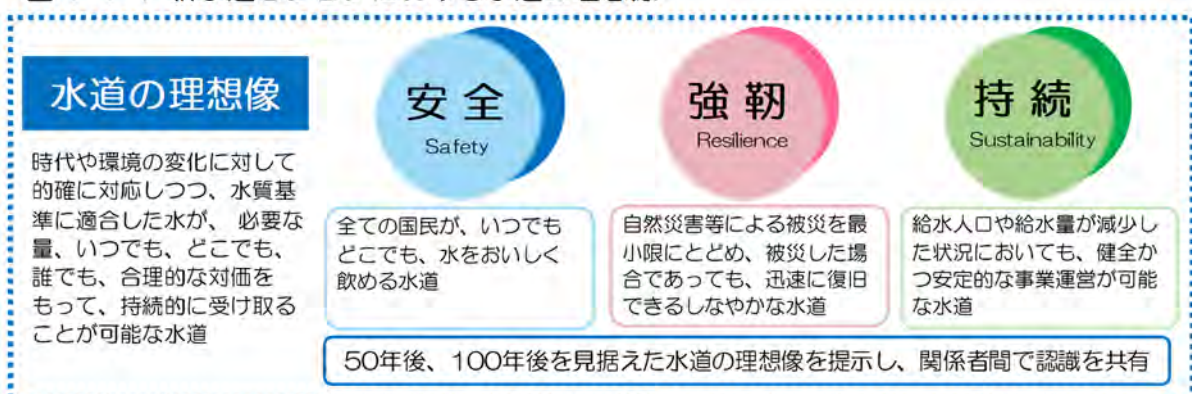 水道の理想像
時代や環境の変化に対して
的確に対応しつつ、水質基
準に適合した水が、 必要な
量、いつでも、どこでも、
誰でも、合理的な対価を
もって、持続的に受け取る
ことが可能な水道
安全
Safety
全ての国民が、いつでも
どこでも、水をおいしく
飲める水道
強靭
Resilience
自然災害等による被災を最
小限にとどめ、被災した場
合であっても、迅速に復旧
できるしなやかな水道
持続
Sustainability
給水人口や給水量が減少し
た状況においても、健全か
つ安定的な事業運営が可能
な水道
50年後、100年後を見据えた水道の理想像を提示し、関係者間で認識を共有